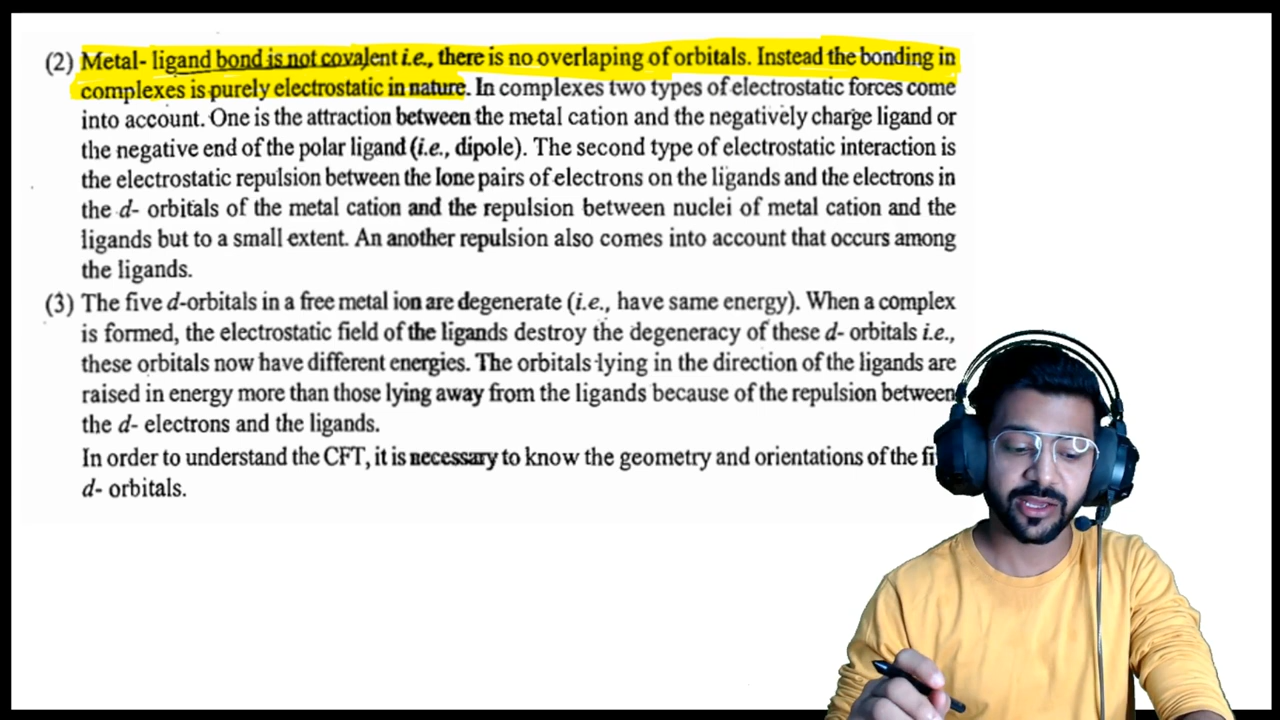 (2) Metal- ligand bond is not covalent i.e., there is no overlaping of orbitals. Instead the bonding in
complexes is purely electrostatic in nature. In complexes two types of electrostatic forces come
into account. One is the attraction between the metal cation and the negatively charge ligand or
the negative end of the polar ligand (i.e., dipole). The second type of electrostatic interaction is
the electrostatic repulsion between the lone pairs of electrons on the ligands and the electrons in
the d- orbitals of the metal cation and the repulsion between nuclei of metal cation and the
ligands but to a small extent. An another repulsion also comes into account that occurs among
the ligands.
(3) The five d-orbitals in a free metal ion are degenerate (i.e., have same energy). When a complex
is formed, the electrostatic field of the ligands destroy the degeneracy of these d- orbitals i.e.,
these orbitals now have different energies. The orbitals lying in the direction of the ligands are
raised in energy more than those lying away from the ligands because of the repulsion between
the d- electrons and the ligands.
In order to understand the CFT, it is necessary to know the geometry and orientations of the
d- orbitals.